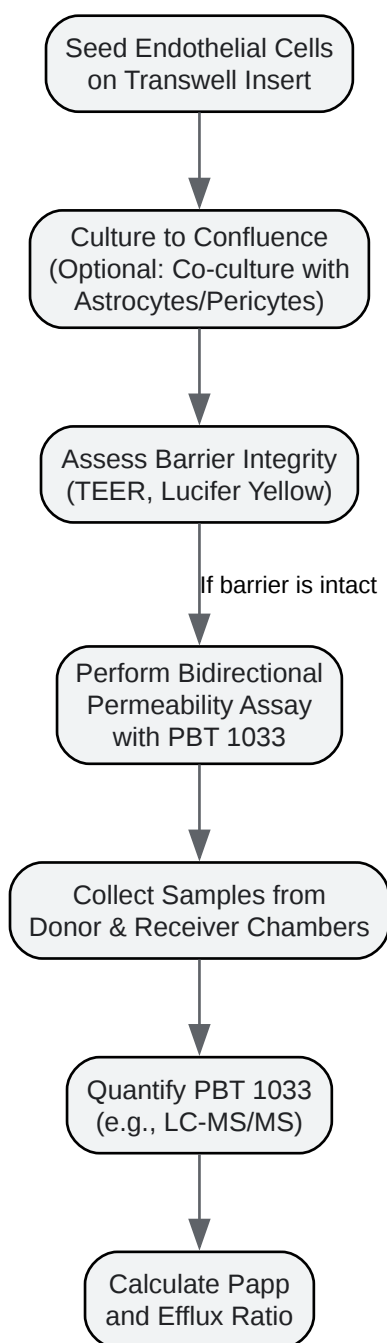 Seed Endothelial Cells
on Transwell Insert
Culture to Confluence
(Optional: Co-culture with
Astrocytes/Pericytes)
Assess Barrier Integrity
(TEER, Lucifer Yellow)
If barrier is intact
Perform Bidirectional
Permeability Assay
with PBT 1033
Collect Samples from
Donor & Receiver Chambers
Quantify PBT 1033
(e.g., LC-MS/MS)
Calculate Papp
and Efflux Ratio